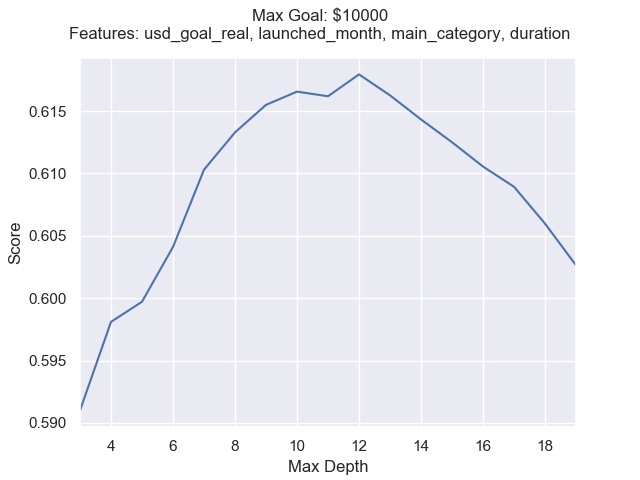 Max Goal: $10000
Features: usd_goal_real, launched_month, main_category, duration
0.615
0.610
0.605
0.600
0.595
0.590
Score
4 6 8 10 12 14 16 18
Max Depth